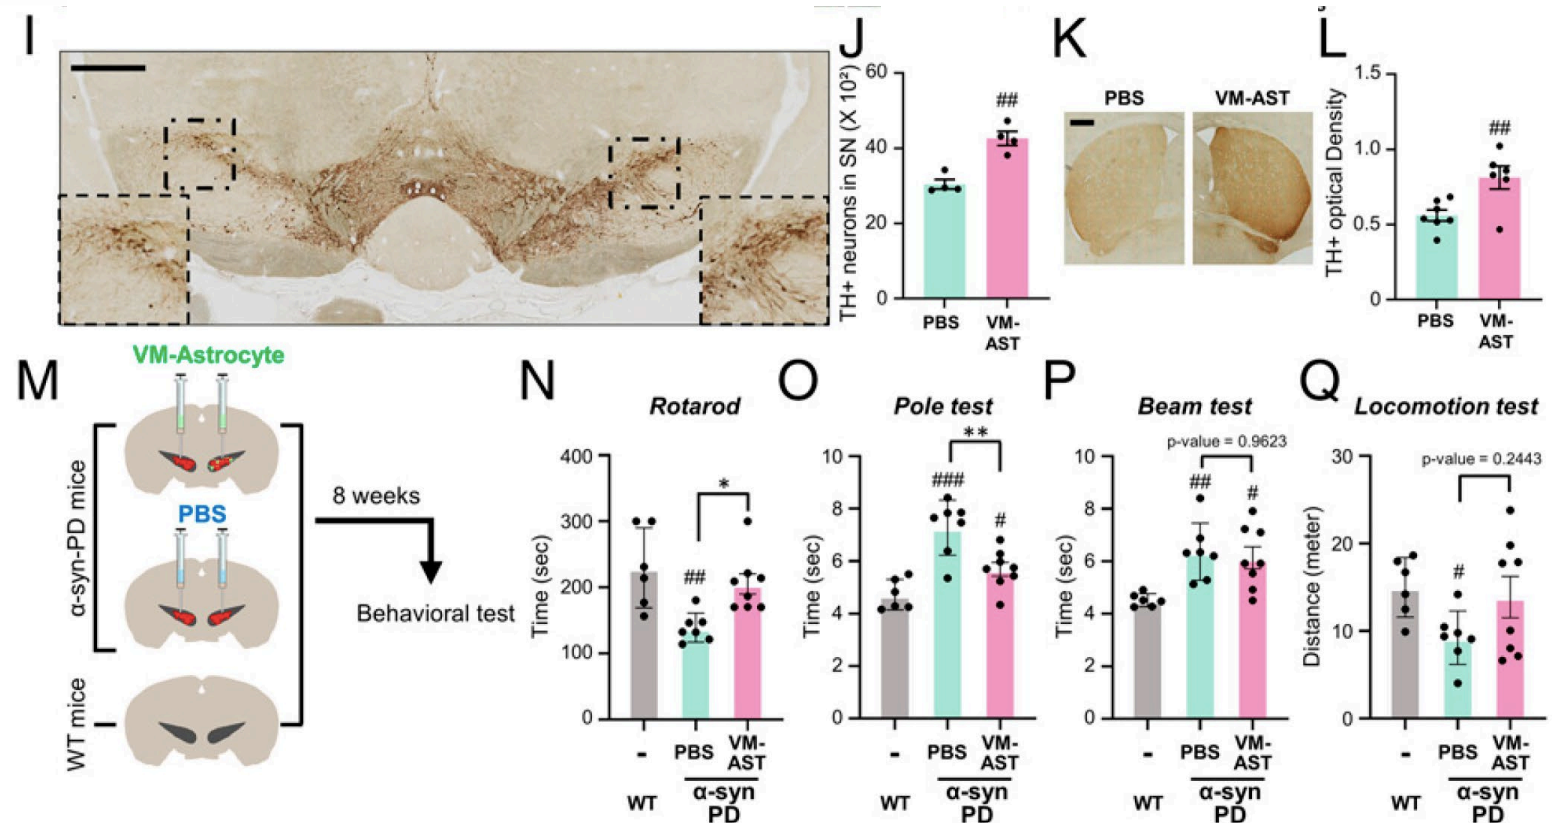 I
J
TH+ neurons in SN (X 10²)
60
40
20
0
##
PBS
VM-
AST
K
PBS
VM-AST
L
TH+ optical Density
1.5
1.0
0.5
0
##
PBS
VM-
AST
M
VM-Astrocyte
PBS
α-syn-PD mice
WT mice
8 weeks
Behavioral test
N
Rotarod
Time (sec)
400
300
200
100
0
##
*
-
PBS
VM-
AST
WT
α-syn
PD
O
Pole test
Time (sec)
10
8
6
4
2
0
###
**
#
-
PBS
VM-
AST
WT
α-syn
PD
P
Beam test
p-value = 0.9623
Time (sec)
10
8
6
4
2
0
##
#
-
PBS
VM-
AST
WT
α-syn
PD
Q
Locomotion test
p-value = 0.2443
Distance (meter)
30
20
10
0
#
-
PBS
VM-
AST
WT
α-syn
PD